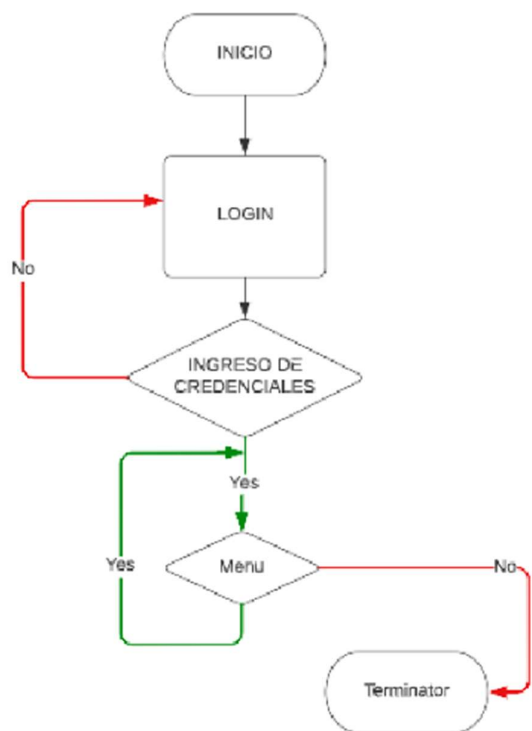 INICIO
LOGIN
No
INGRESO DE
CREDENCIALES
Yes
Yes
Menu
No
Terminator